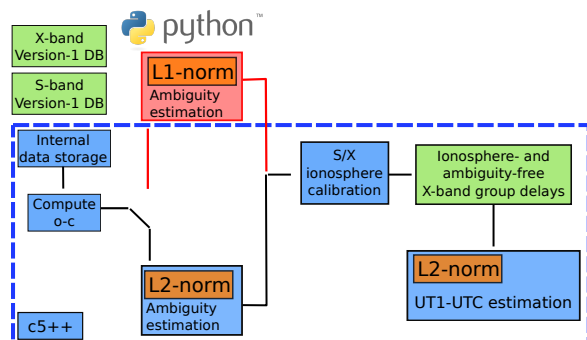 X-band
Version-1 DB
python™
S-band
Version-1 DB
L1-norm
Ambiguity
estimation
Internal
data storage
Compute
o-c
S/X
ionosphere
calibration
Ionosphere- and
ambiguity-free
X-band group delays
L2-norm
Ambiguity
estimation
L2-norm
UT1-UTC estimation
c5++